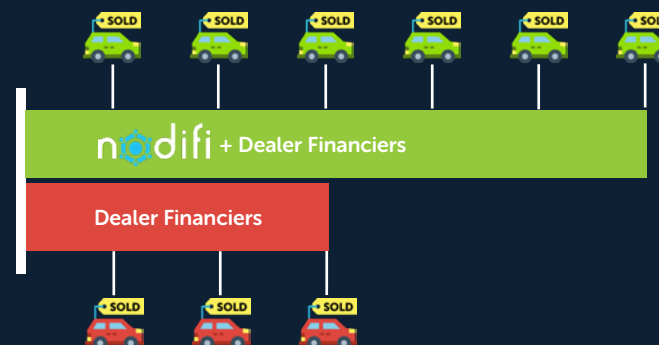 SOLD SOLD SOLD SOLD SOLD SOLD
nodifi + Dealer Financiers
Dealer Financiers
SOLD SOLD SOLD